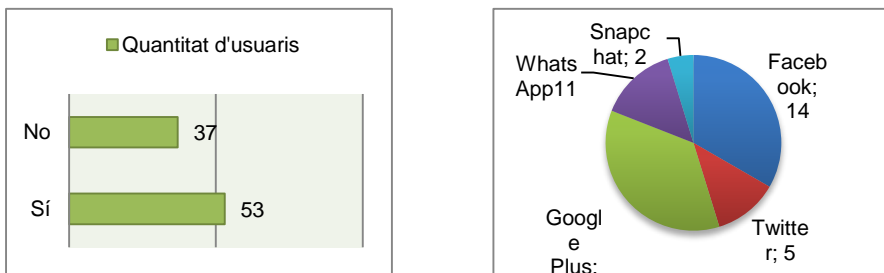 Quantitat d'usuaris
No
37
Sí
53
Snapc
hat; 2
Whats
App11
Faceb
ook;
14
Googl
e
Plus;
Twitte
r; 5